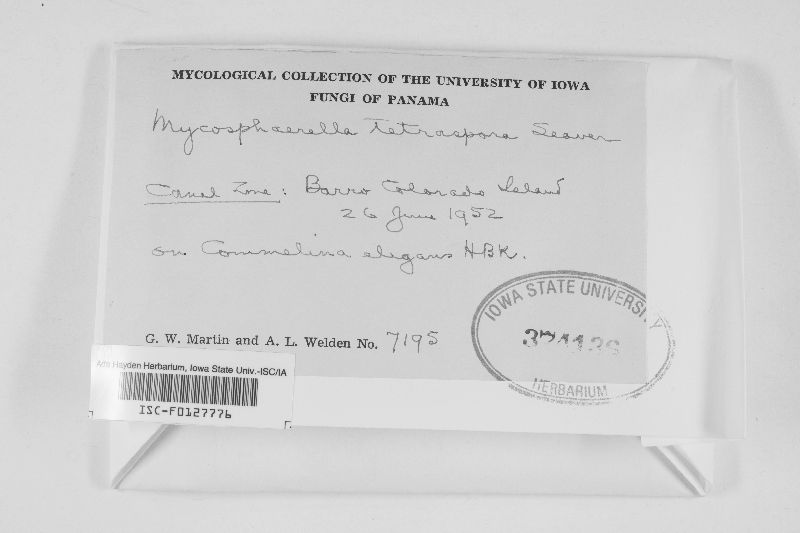 MYCOLOGICAL COLLECTION OF THE UNIVERSITY OF IOWA
FUNGI OF PANAMA
Mycosphaerella tetraspora Seaver
Canal Zone: Barro Colorado Island
26 June 1952
on Commelina elegans HBK.
G. W. Martin and A. L. Welden No. 7195
IOWA STATE UNIVERSITY
HERBARIUM
Ada Hayden Herbarium, Iowa State Univ.-ISC/IA
ISC-F0127776